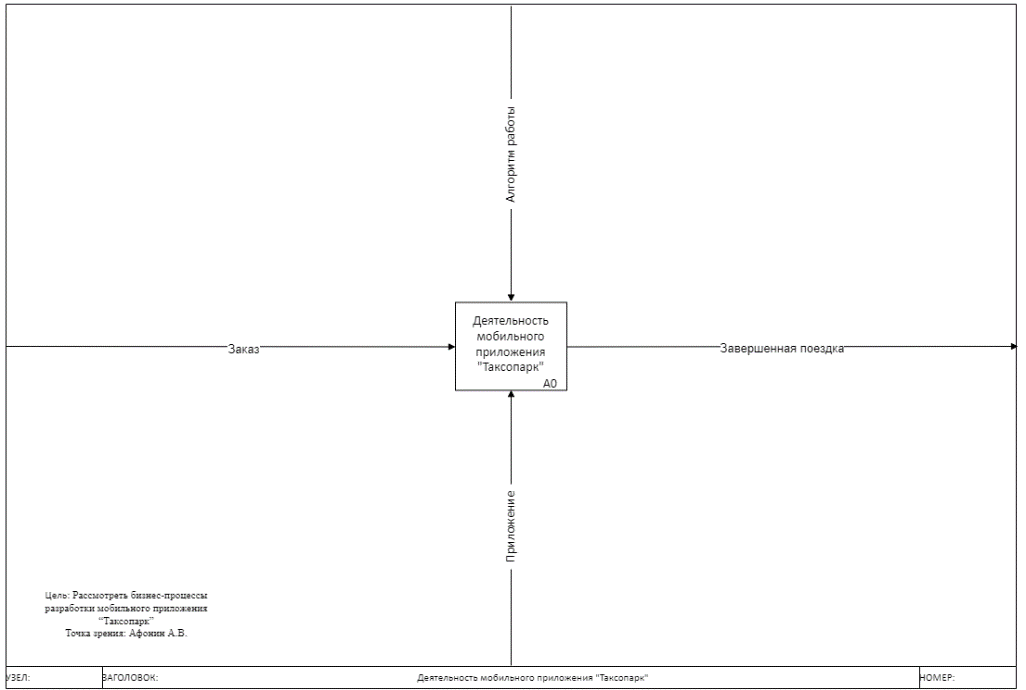 Алгоритм работы
Деятельность
мобильного
приложения
"Таксопарк"
A0
Заказ
Завершенная поездка
Приложение
Цель: Рассмотреть бизнес-процессы
разработки мобильного приложения
“Таксопарк”
Точка зрения: Афонин А.В.
УЗЕЛ:
ЗАГОЛОВОК:
Деятельность мобильного приложения "Таксопарк"
НОМЕР: